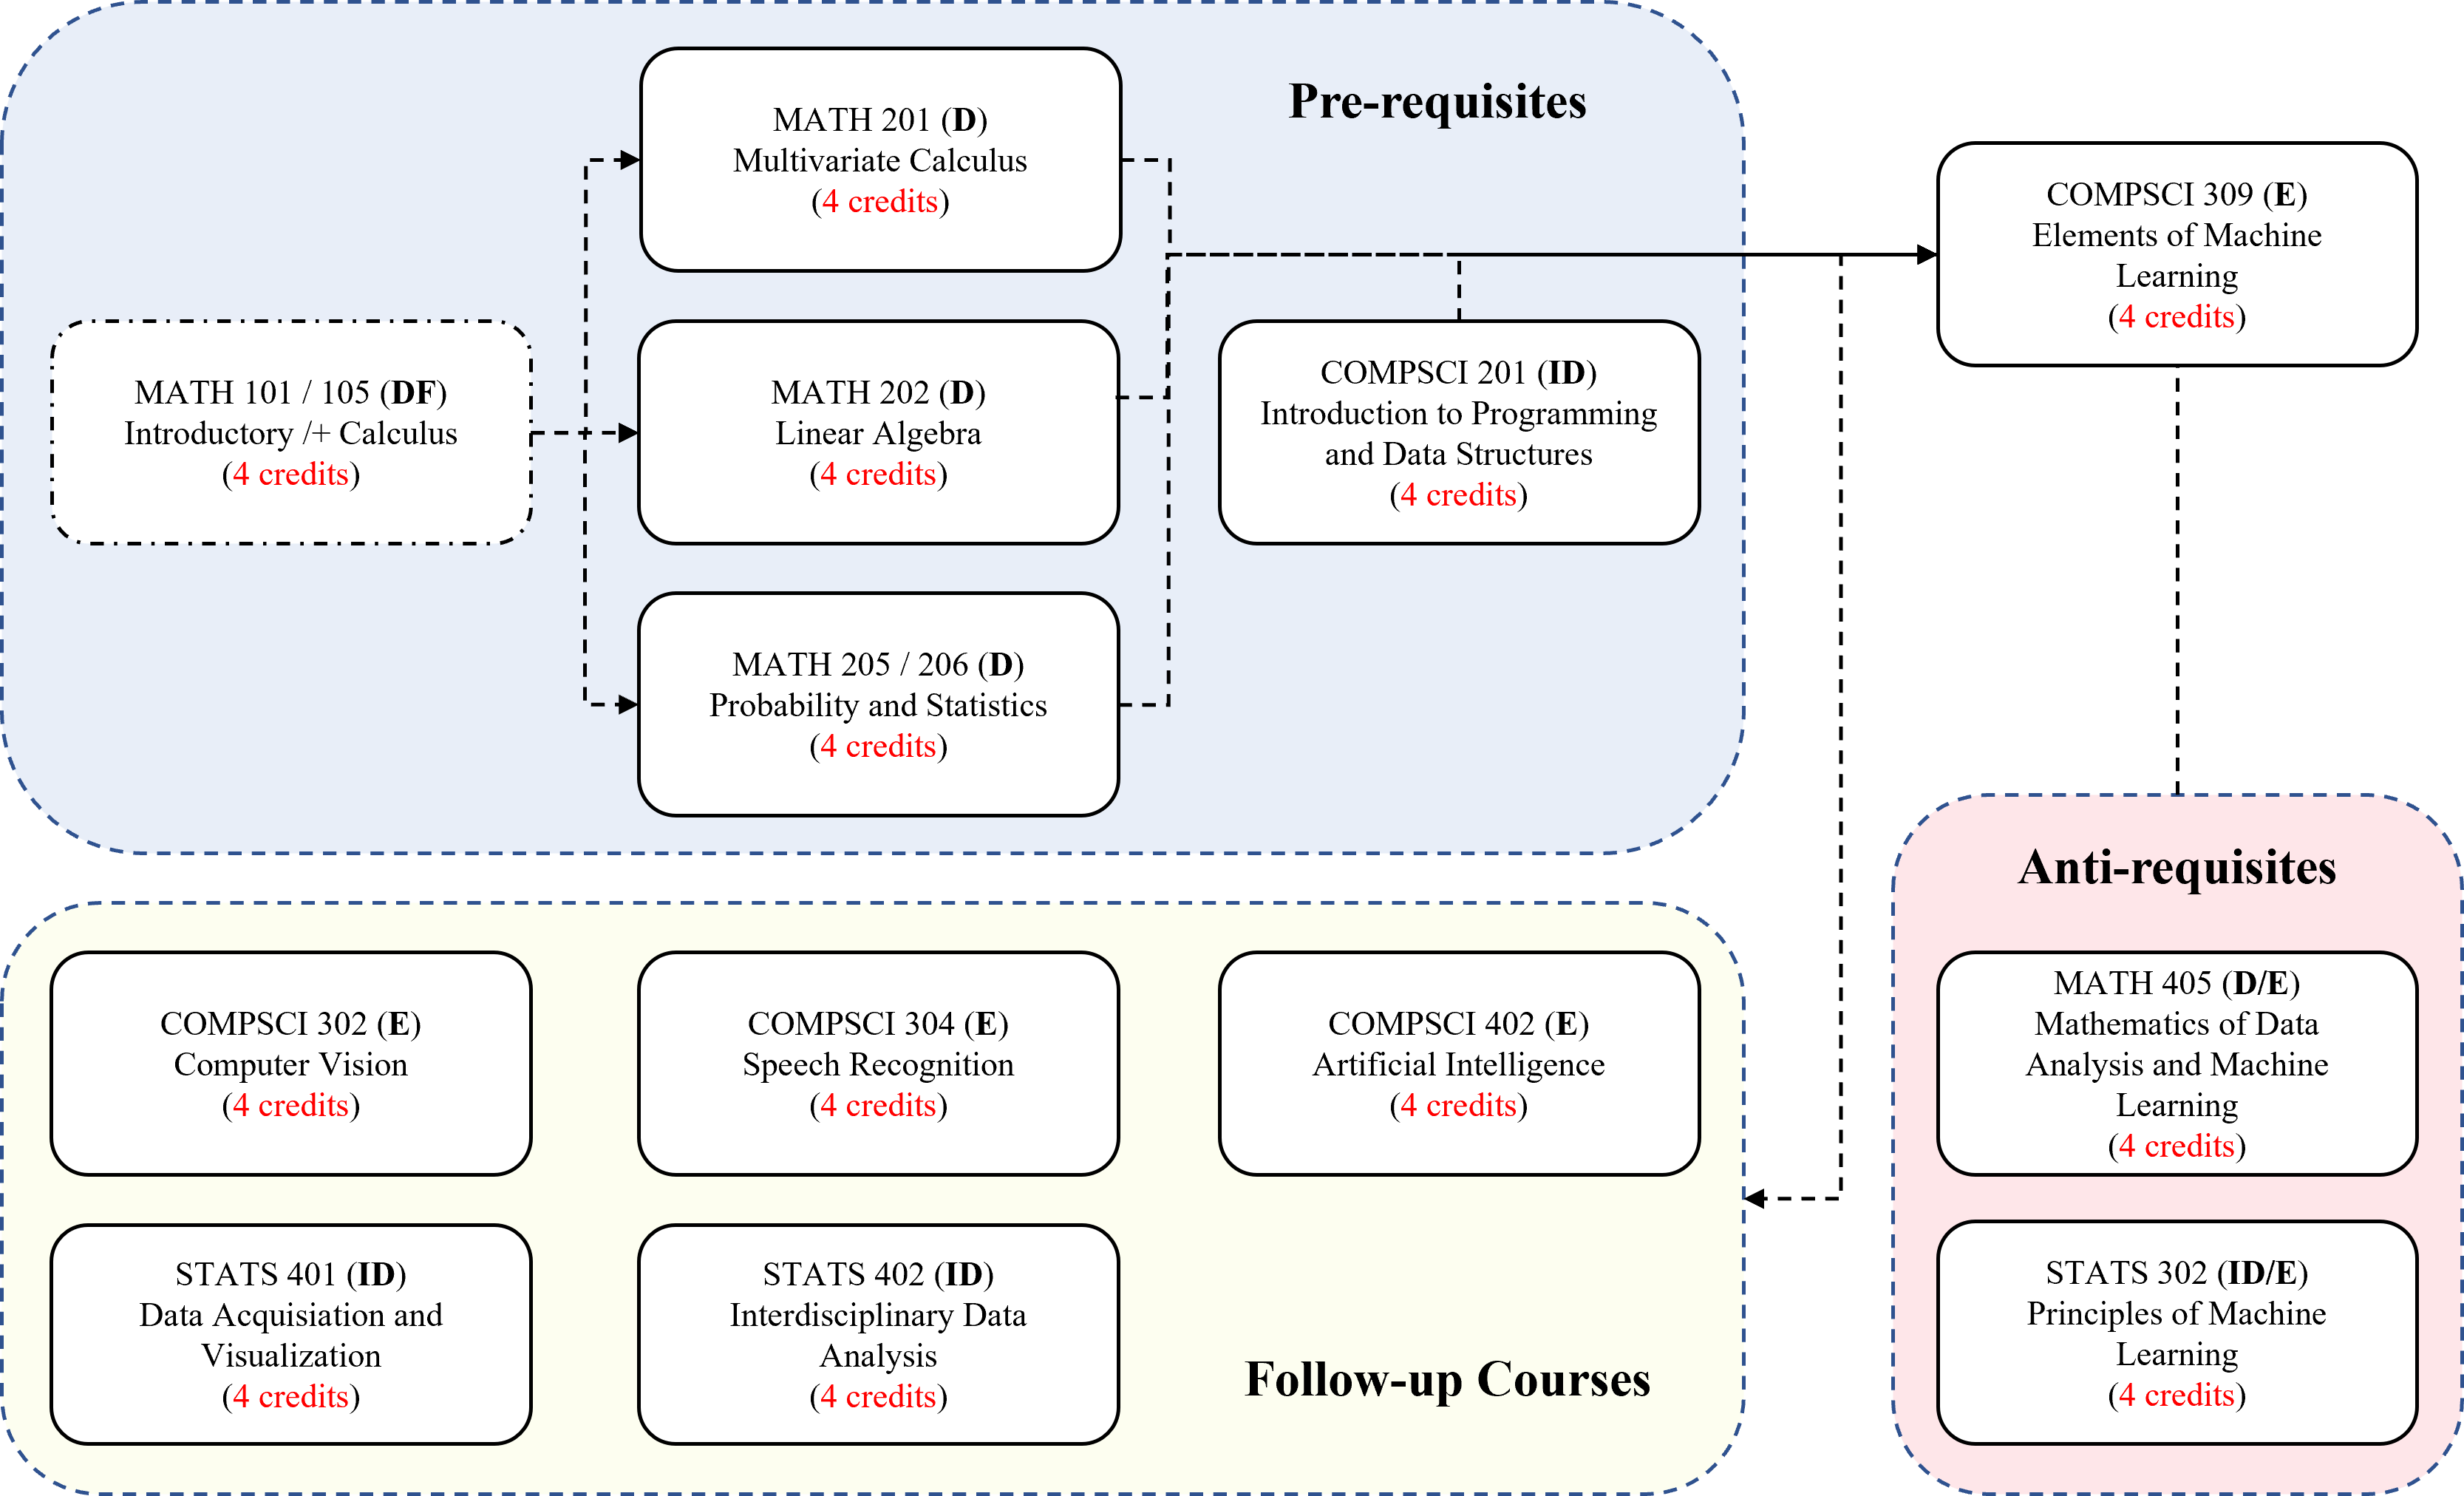 Pre-requisites
MATH 201 (D)
Multivariate Calculus
(4 credits)
COMPSCI 309 (E)
Elements of Machine
Learning
(4 credits)
MATH 101 / 105 (DF)
Introductory /+ Calculus
(4 credits)
MATH 202 (D)
Linear Algebra
(4 credits)
COMPSCI 201 (ID)
Introduction to Programming
and Data Structures
(4 credits)
MATH 205 / 206 (D)
Probability and Statistics
(4 credits)
Anti-requisites
COMPSCI 302 (E)
Computer Vision
(4 credits)
COMPSCI 304 (E)
Speech Recognition
(4 credits)
COMPSCI 402 (E)
Artificial Intelligence
(4 credits)
MATH 405 (D/E)
Mathematics of Data
Analysis and Machine
Learning
(4 credits)
STATS 401 (ID)
Data Acquisiation and
Visualization
(4 credits)
STATS 402 (ID)
Interdisciplinary Data
Analysis
(4 credits)
Follow-up Courses
STATS 302 (ID/E)
Principles of Machine
Learning
(4 credits)